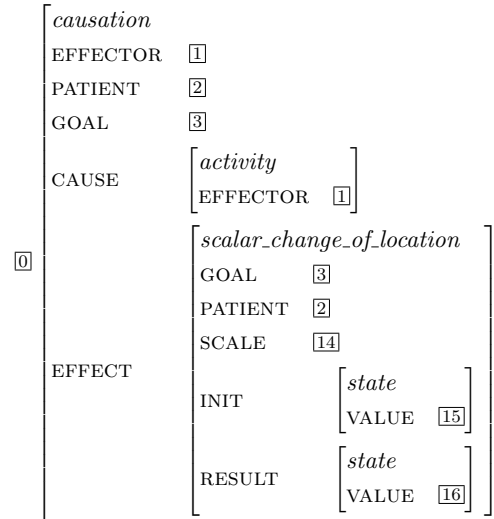 causation
EFFECTOR 1
PATIENT 2
GOAL 3
CAUSE
activity
EFFECTOR 1
0
EFFECT
scalar_change_of_location
GOAL 3
PATIENT 2
SCALE 14
INIT
state
VALUE 15
RESULT
state
VALUE 16